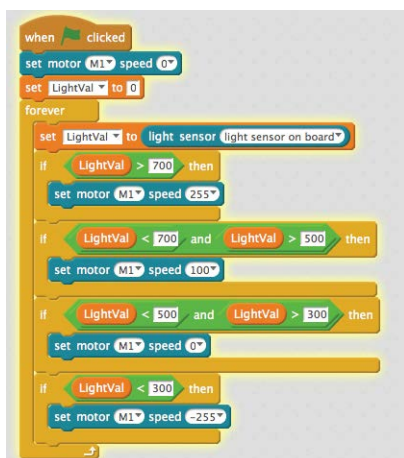 when clicked
set motor M1 speed 0
set LightVal to 0
forever
set LightVal to light sensor light sensor on board
if LightVal > 700 then
set motor M1 speed 255
if LightVal < 700 and LightVal > 500 then
set motor M1 speed 100
if LightVal < 500 and LightVal > 300 then
set motor M1 speed 0
if LightVal < 300 then
set motor M1 speed -255